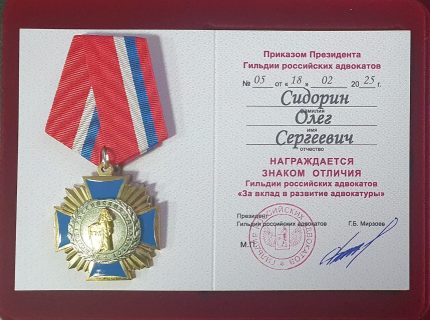 Приказом Президента
Гильдии российских адвокатов
№ 05 от «18» 02 2025 г.
Сидорин
фамилия
Олег
имя
Сергеевич
отчество
НАГРАЖДАЕТСЯ
ЗНАКОМ ОТЛИЧИЯ
Гильдии российских адвокатов
«За вклад в развитие адвокатуры»
Президент
Гильдии российских адвокатов Г.Б. Мирзоев
М.П.